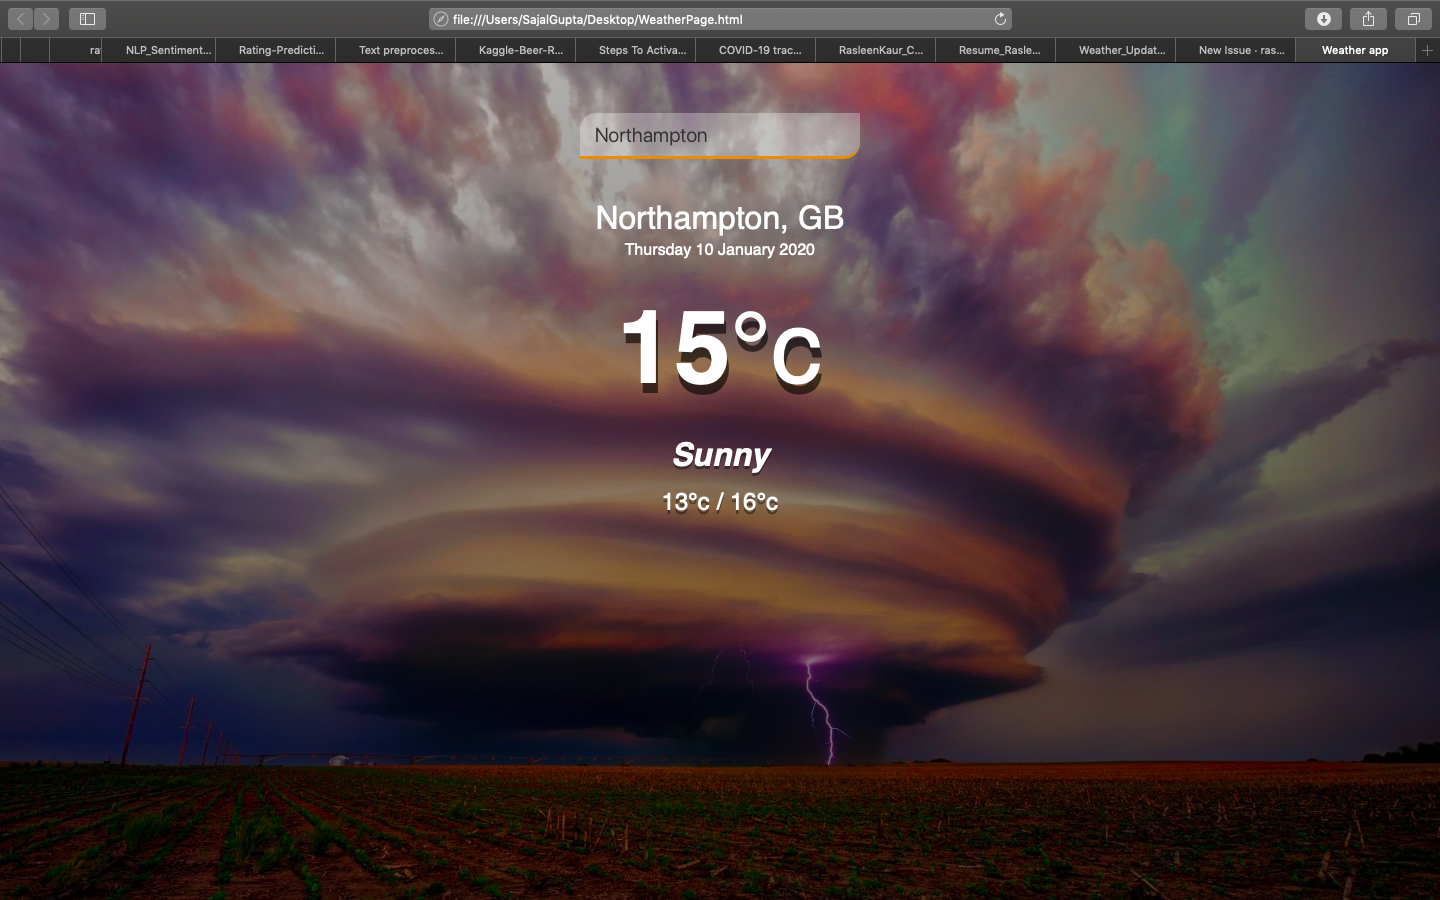 file:///Users/SajalGupta/Desktop/WeatherPage.html
ra
NLP_Sentiment...
Rating-Predicti...
Text preproces...
Kaggle-Beer-R...
Steps To Activa...
COVID-19 trac...
RasleenKaur_C...
Resume_Rasle...
Weather_Updat...
New Issue · ras...
Weather app
Northampton
Northampton, GB
Thursday 10 January 2020
15°c
Sunny
13°c / 16°c